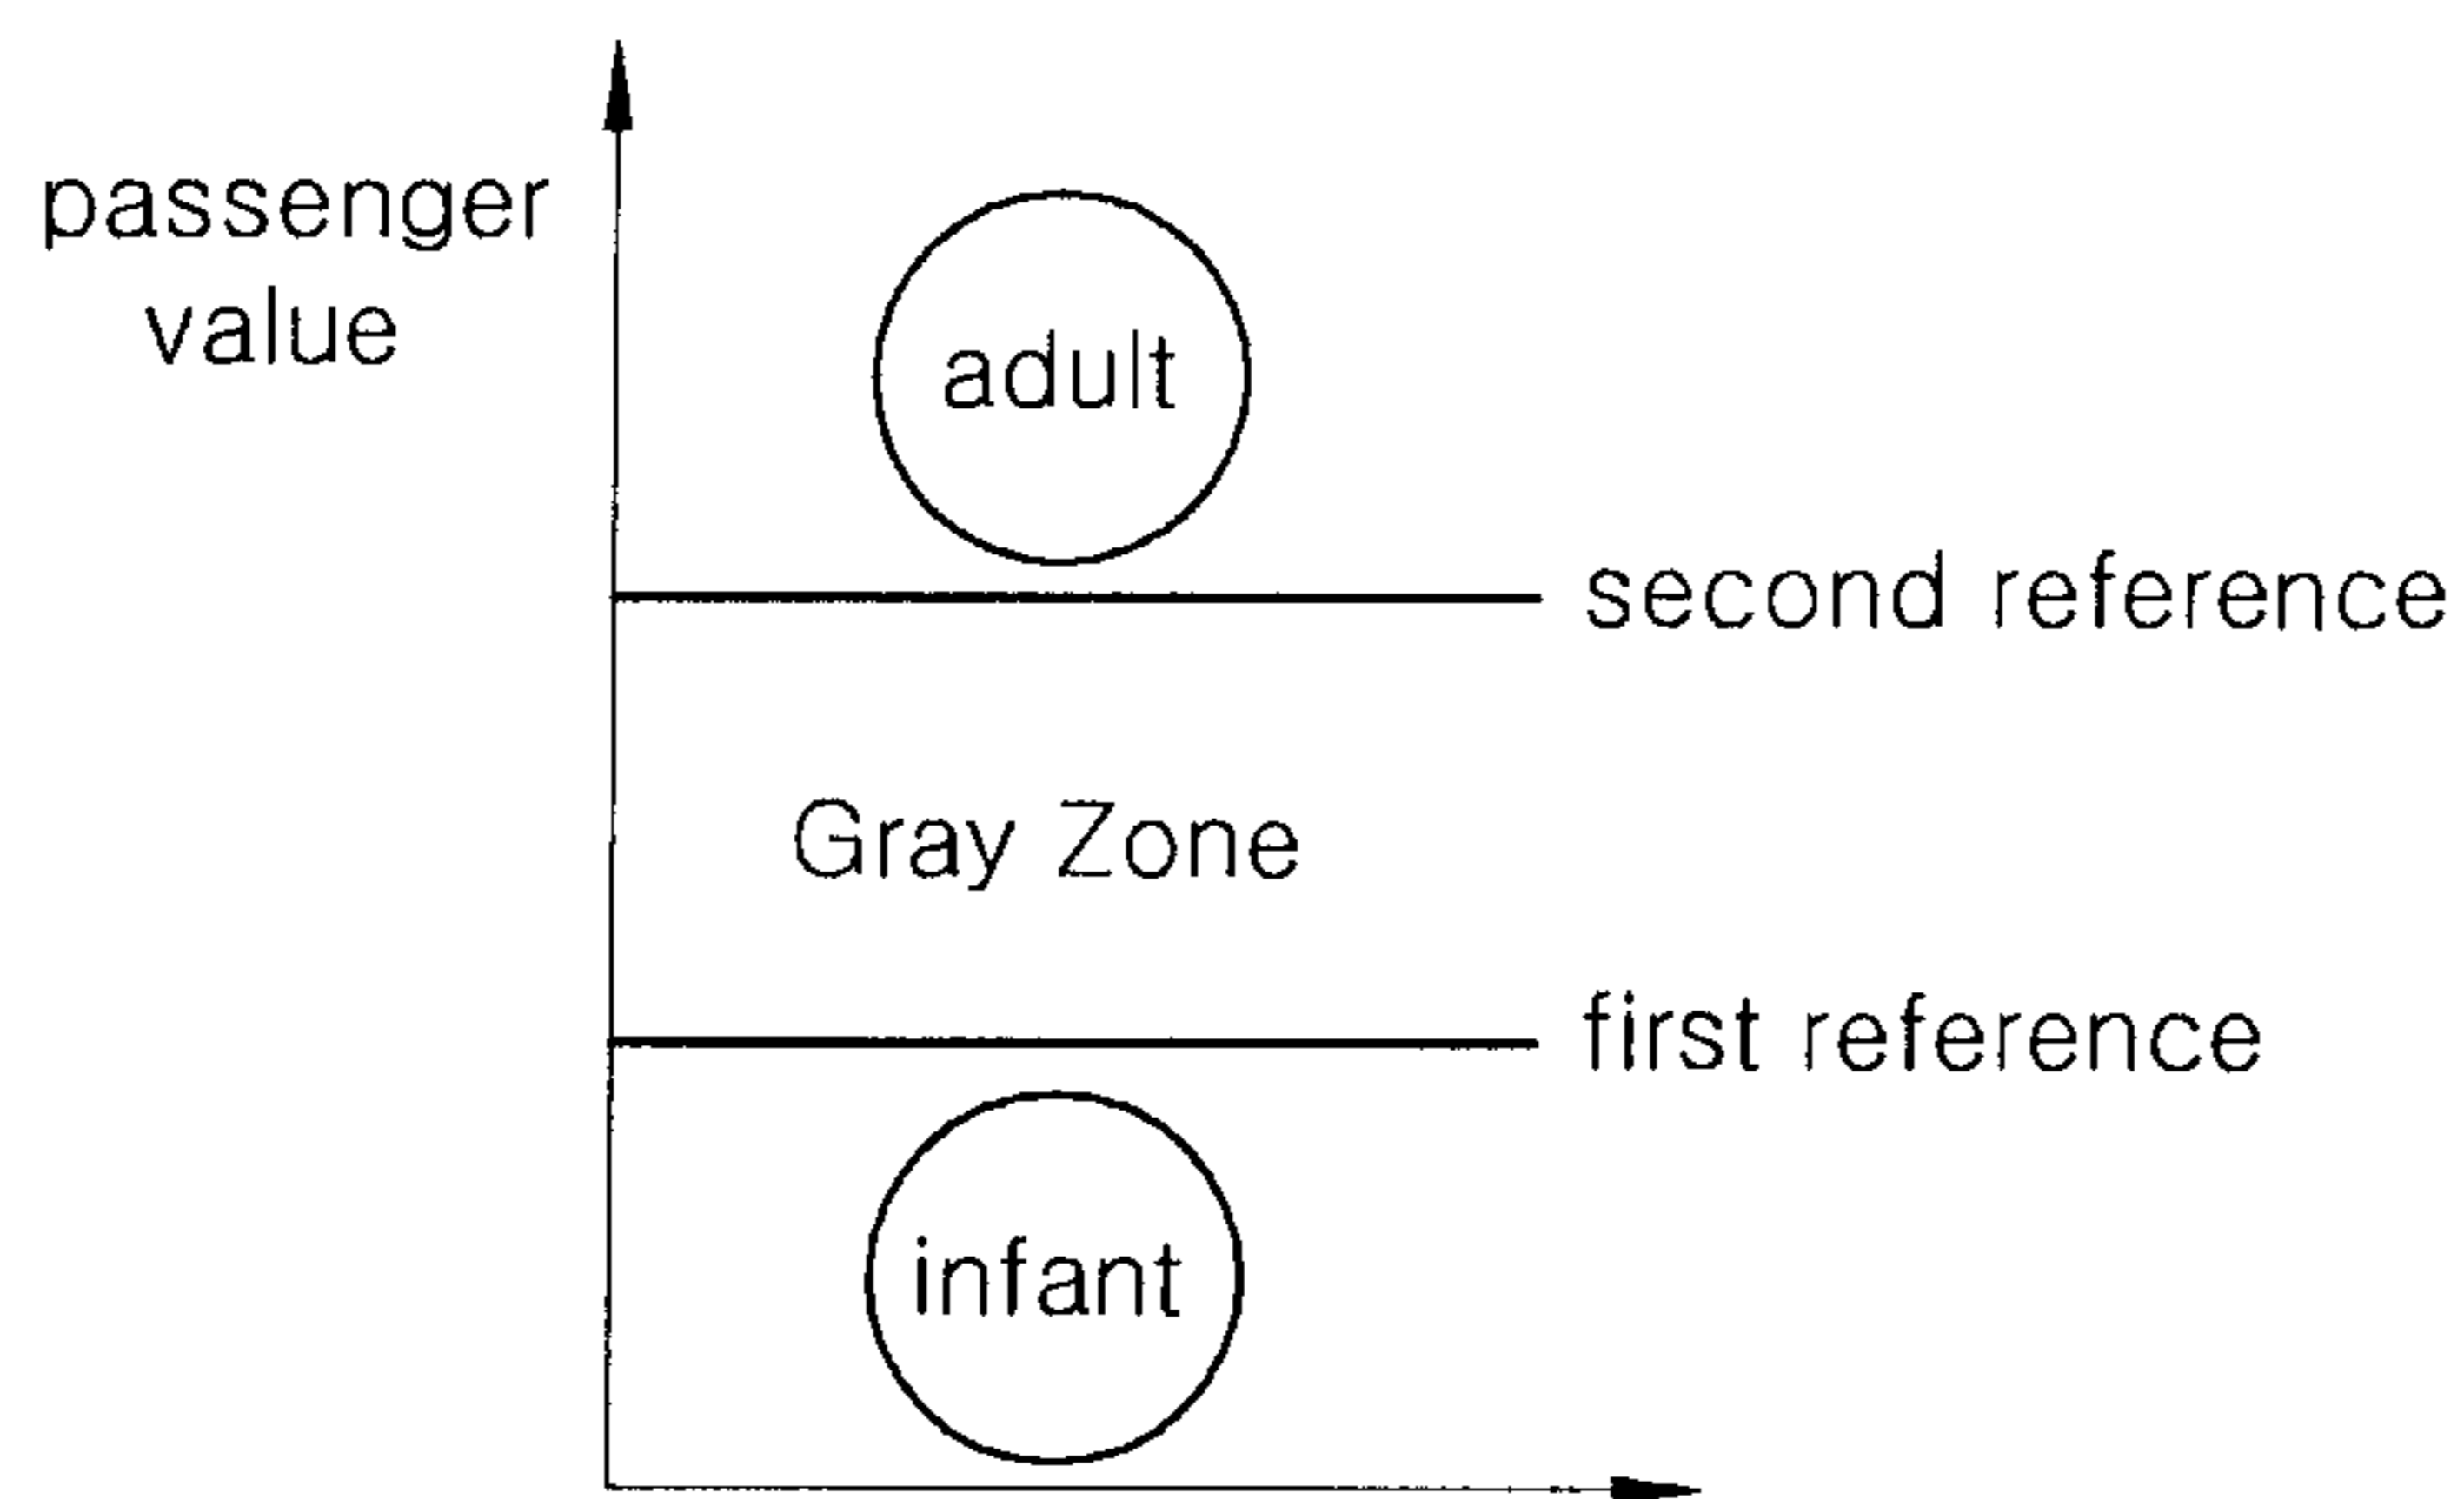 passenger
value
adult
second reference
Gray Zone
first reference
infant